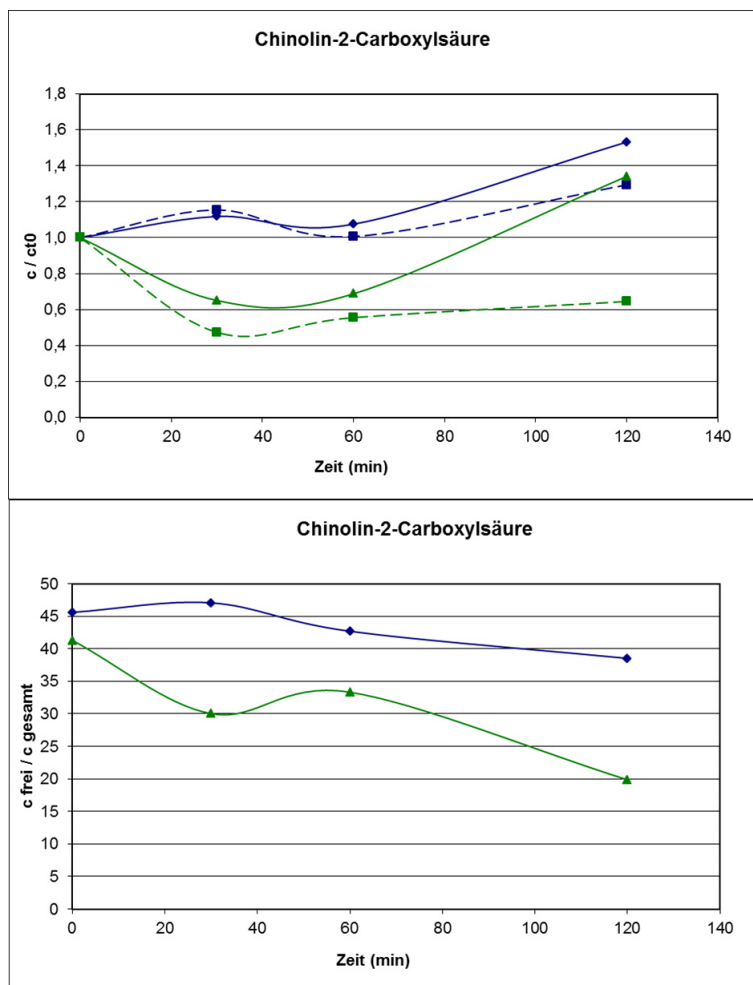 Chinolin-2-Carboxylsäure
1,8
1,6
1,4
1,2
1,0
0,8
0,6
0,4
0,2
0,0
c / ct0
0 20 40 60 80 100 120 140
Zeit (min)
Chinolin-2-Carboxylsäure
50
45
40
35
30
25
20
15
10
5
0
c frei / c gesamt
0 20 40 60 80 100 120 140
Zeit (min)